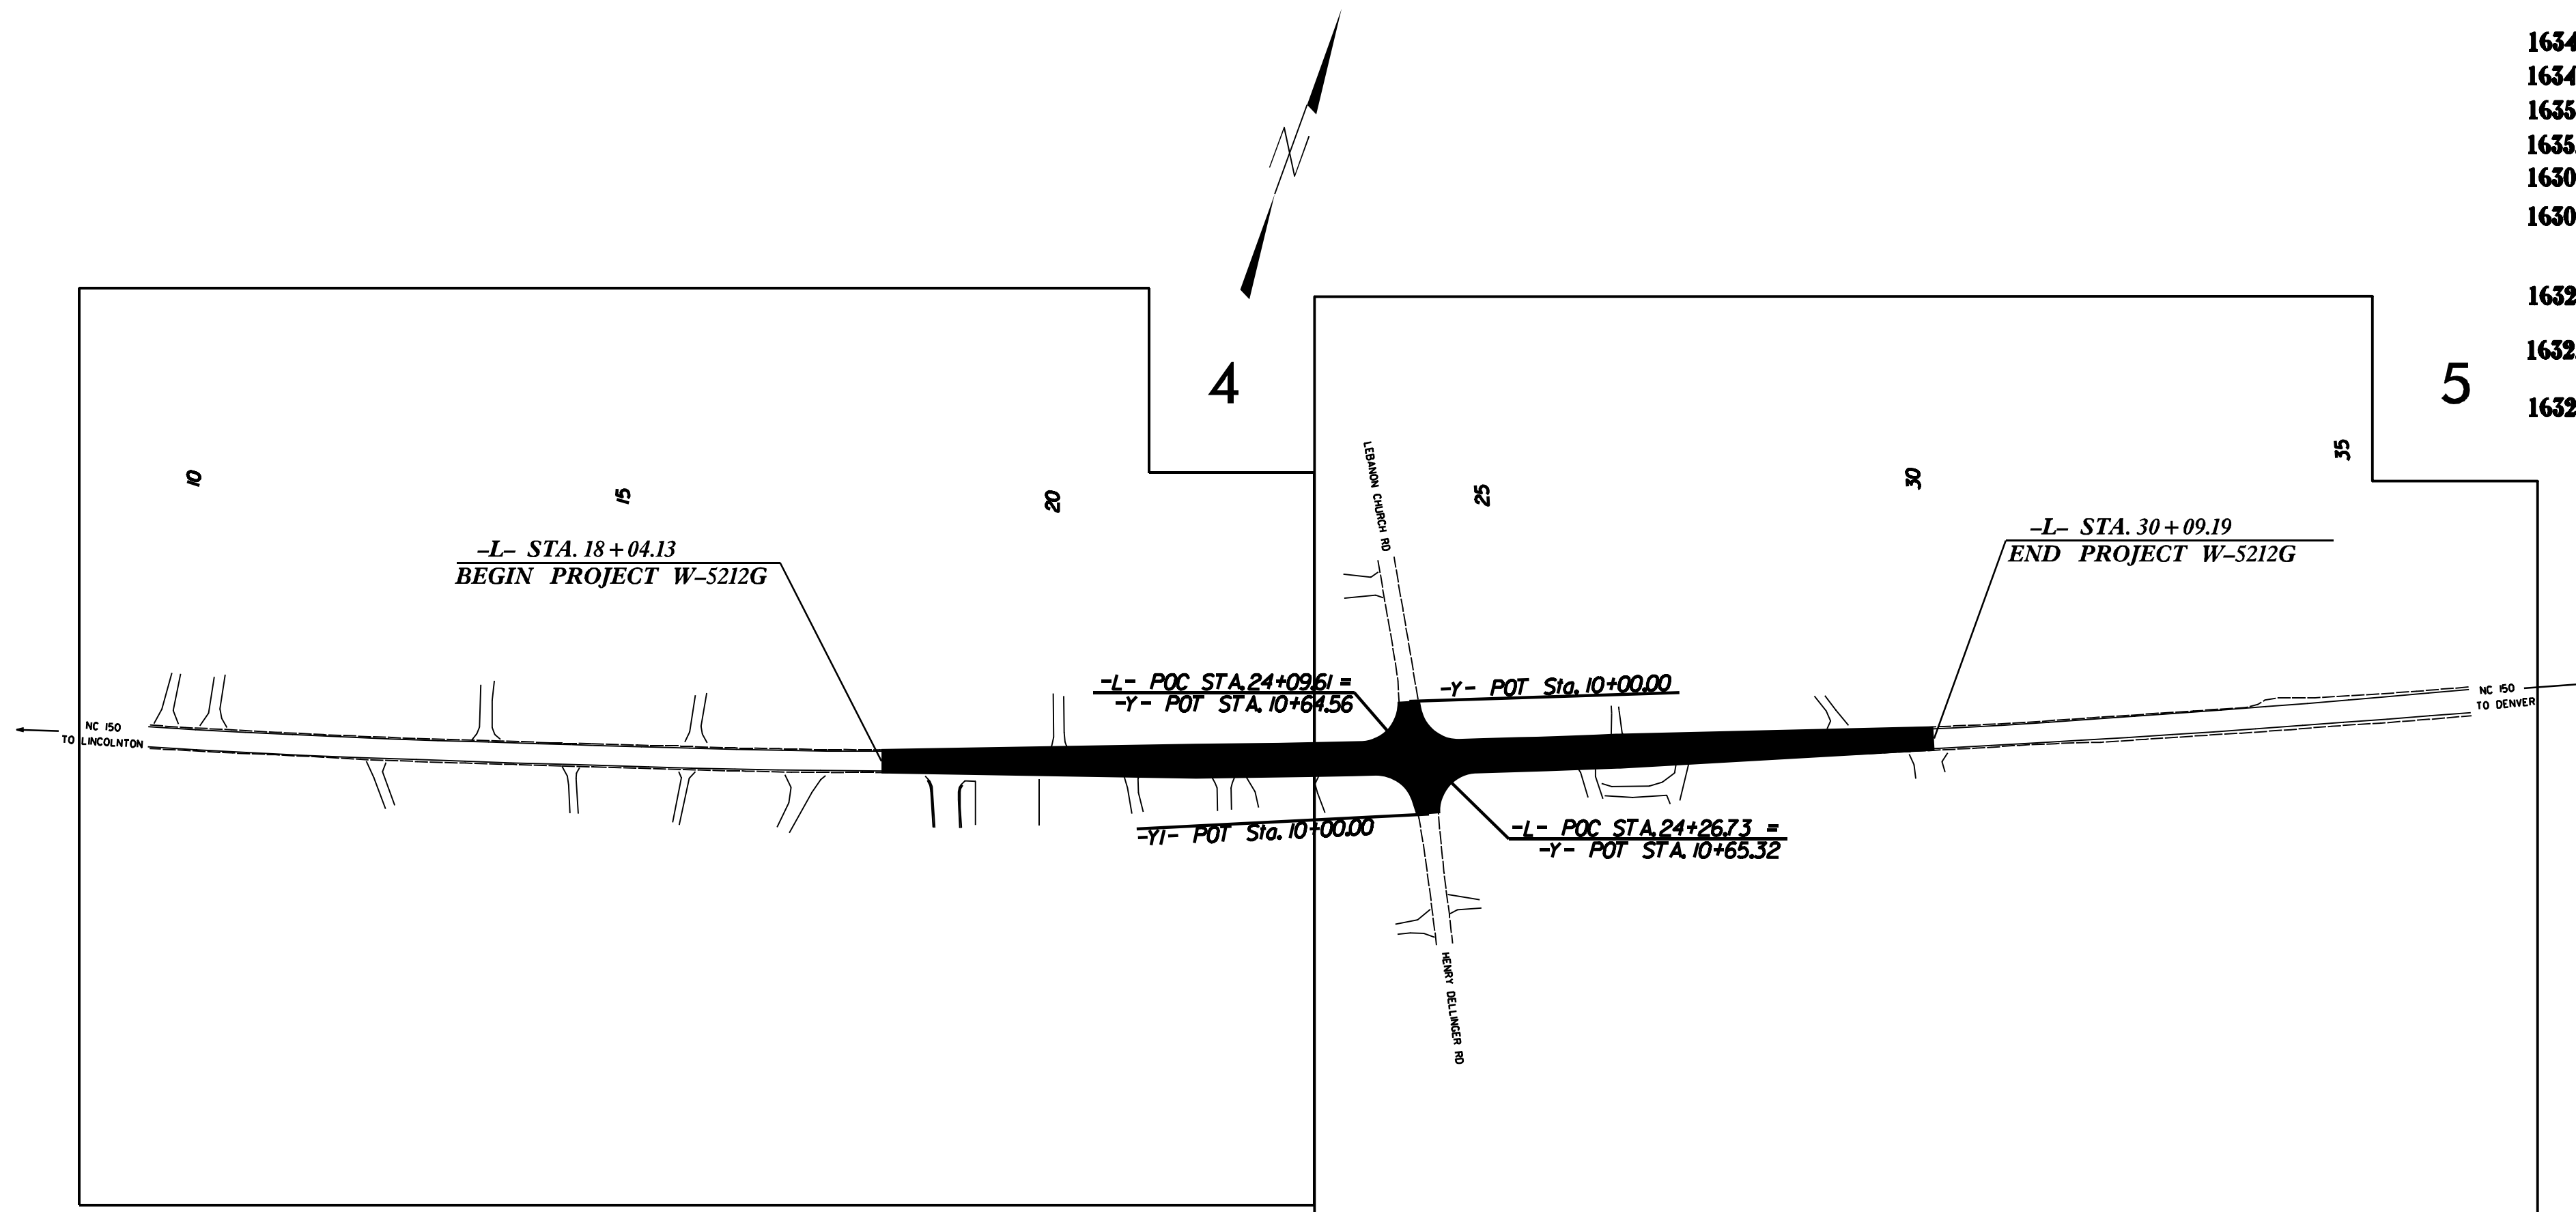 1634
1634
1635
1635
1630
1630
1632
1632
1632
4
5
10
15
20
25
30
35
-L- STA. 18+04.13
BEGIN PROJECT W-5212G
-L- STA. 30+09.19
END PROJECT W-5212G
LEBANON CHURCH RD
-L- POC STA. 24+09.61 =
-Y- POT STA. 10+64.56
-Y- POT Sta. 10+00.00
NC 150
TO LINCOLNTON
NC 150
TO DENVER
-Y1- POT Sta. 10+00.00
-L- POC STA. 24+26.73 =
-Y- POT STA. 10+65.32
HENRY DELLINGER RD